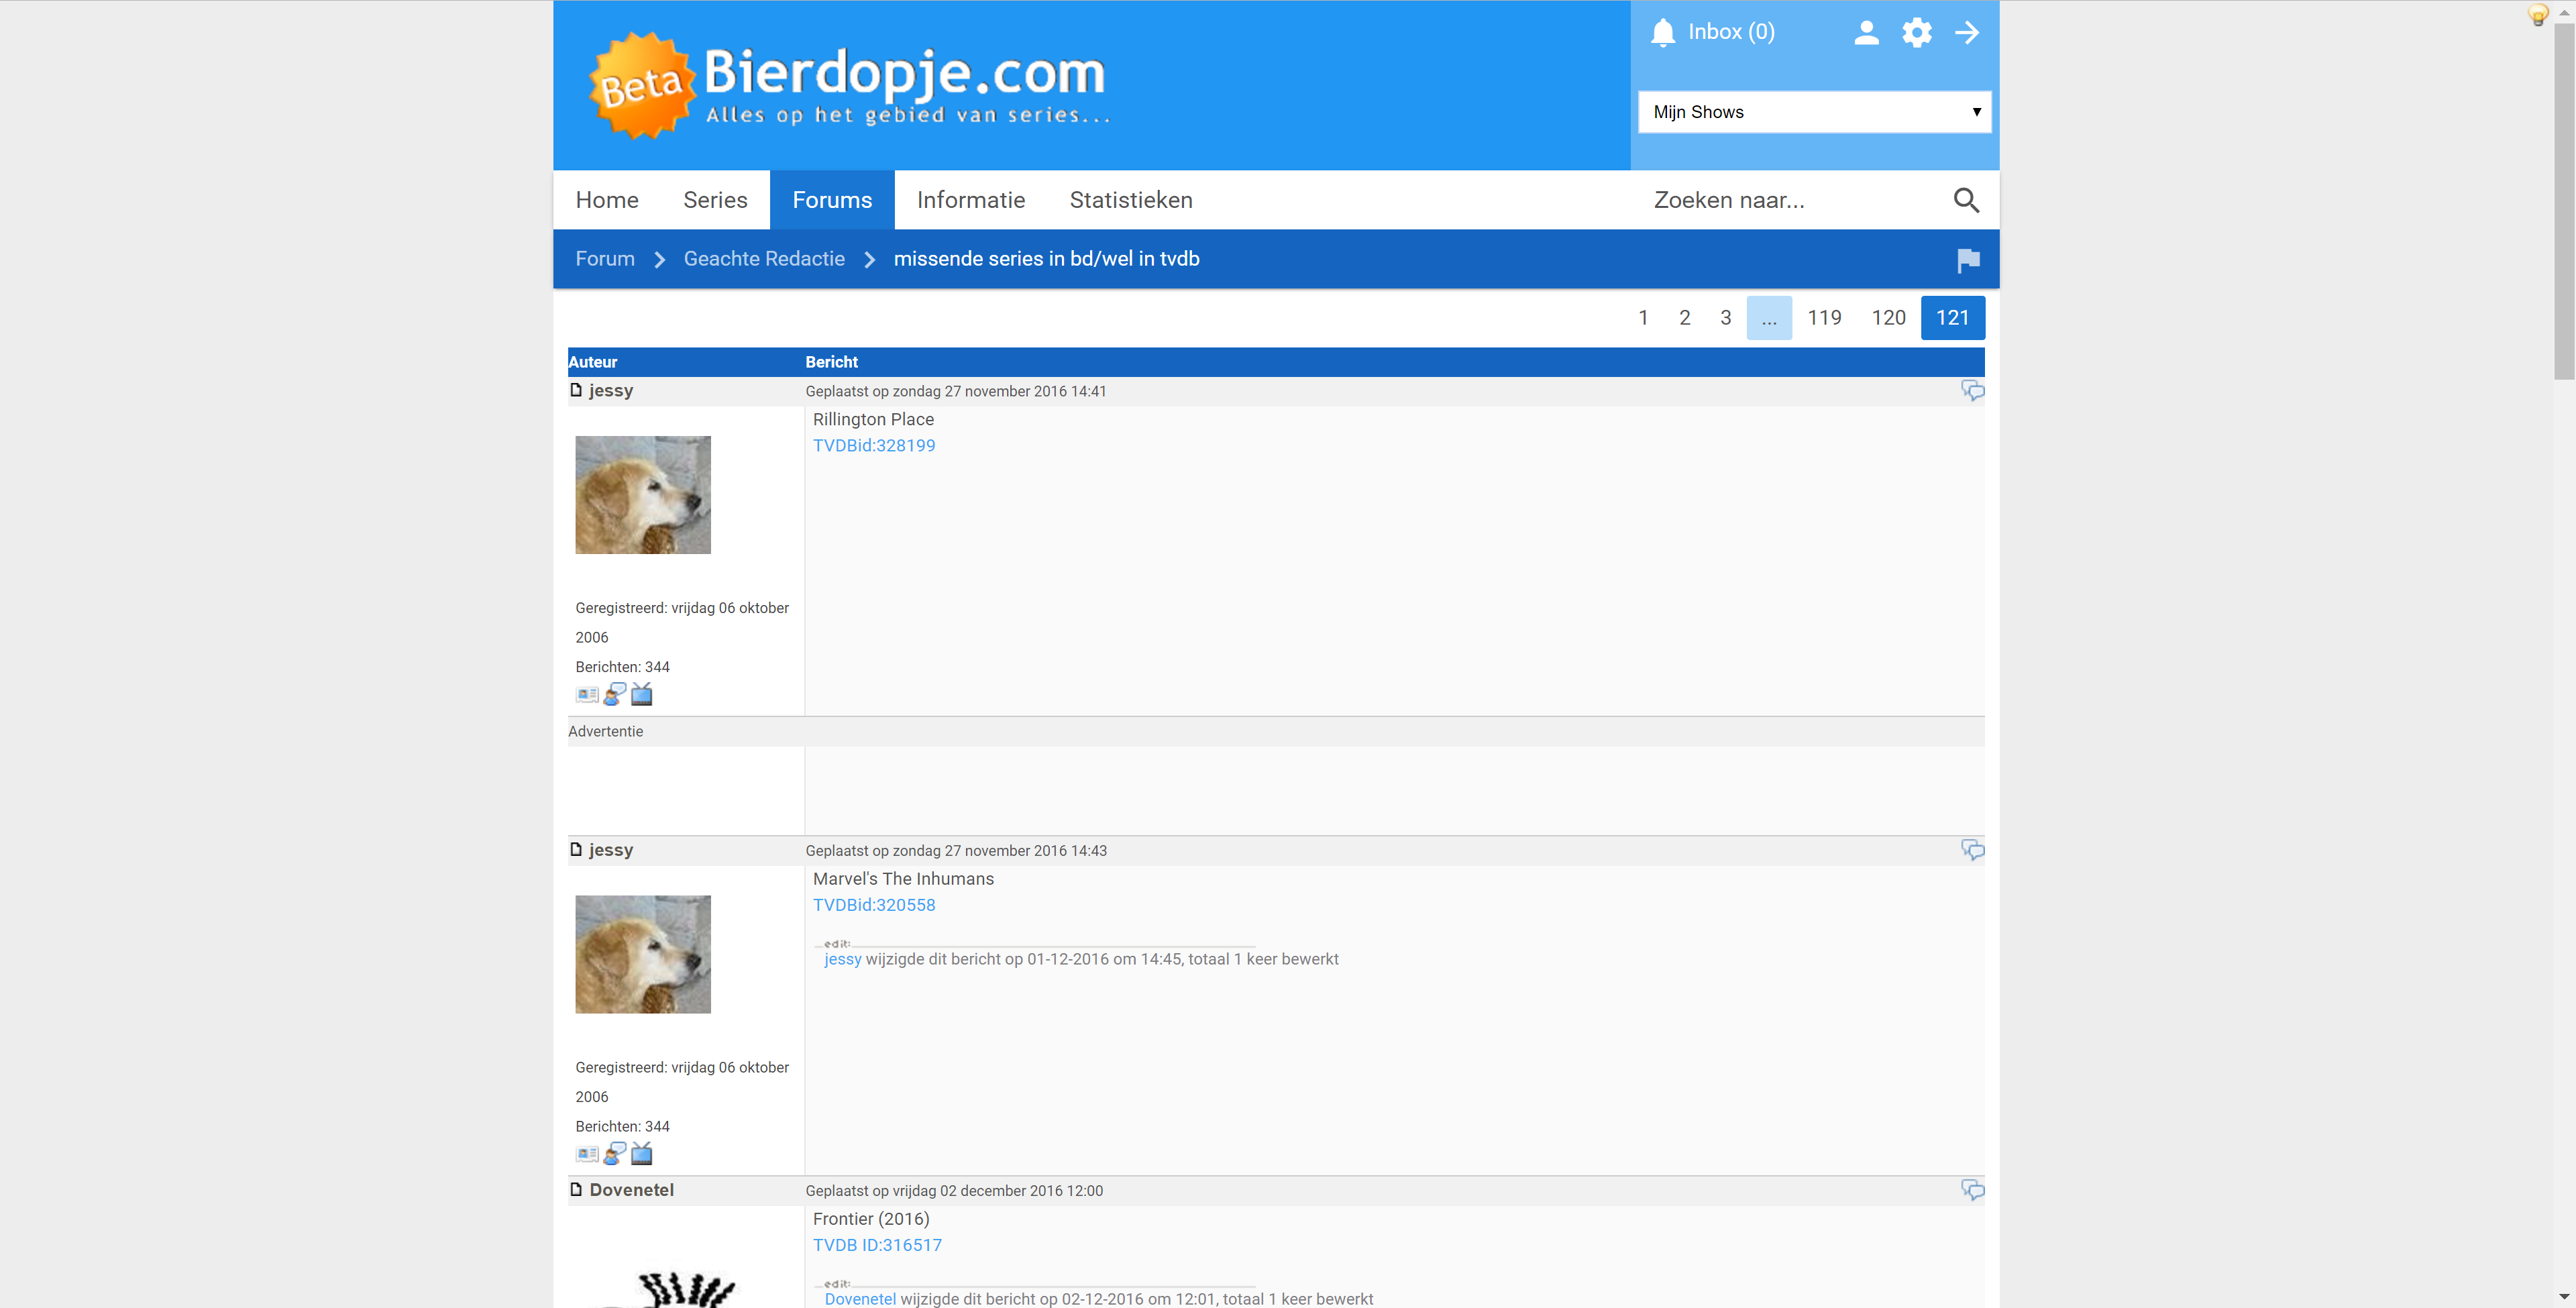 Beta
Bierdopje.com
Alles op het gebied van series...
Inbox (0)
Mijn Shows
Home Series Forums Informatie Statistieken Zoeken naar...
Forum Geachte Redactie missende series in bd/wel in tvdb
1 2 3 ... 119 120 121
Auteur Bericht
jessy Geplaatst op zondag 27 november 2016 14:41
Rillington Place
TVDBid:328199
Geregistreerd: vrijdag 06 oktober
2006
Berichten: 344
Advertentie
jessy Geplaatst op zondag 27 november 2016 14:43
Marvel's The Inhumans
TVDBid:320558
edit:
jessy wijzigde dit bericht op 01-12-2016 om 14:45, totaal 1 keer bewerkt
Geregistreerd: vrijdag 06 oktober
2006
Berichten: 344
Dovenetel Geplaatst op vrijdag 02 december 2016 12:00
Frontier (2016)
TVDB ID:316517
edit:
Dovenetel wijzigde dit bericht op 02-12-2016 om 12:01, totaal 1 keer bewerkt